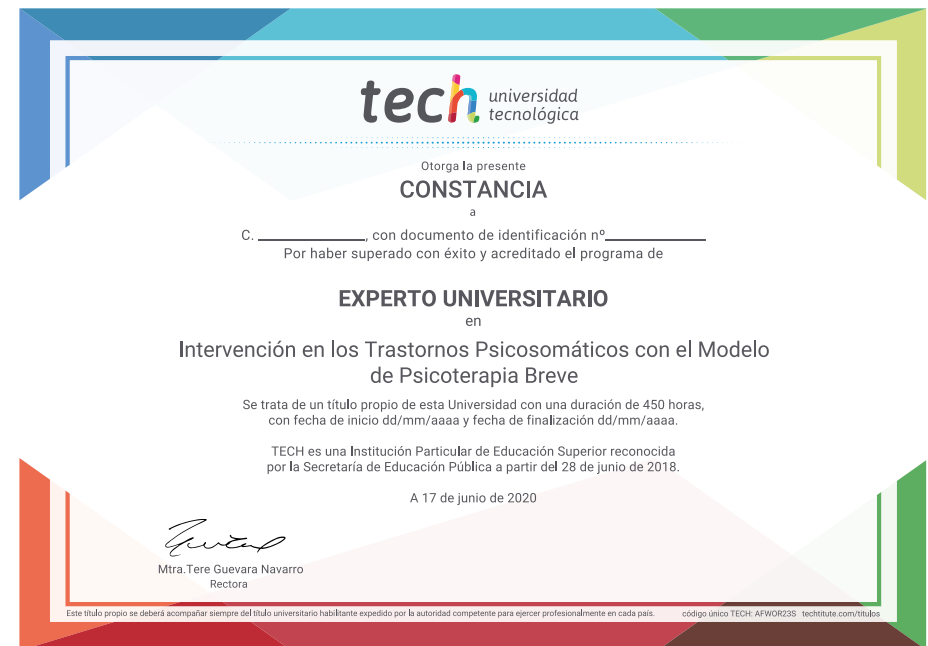 tech universidad
tecnológica
Otorga la presente
CONSTANCIA
a
C. ______________, con documento de identificación nº_____________
Por haber superado con éxito y acreditado el programa de
EXPERTO UNIVERSITARIO
en
Intervención en los Trastornos Psicosomáticos con el Modelo
de Psicoterapia Breve
Se trata de un título propio de esta Universidad con una duración de 450 horas,
con fecha de inicio dd/mm/aaaa y fecha de finalización dd/mm/aaaa.
TECH es una Institución Particular de Educación Superior reconocida
por la Secretaría de Educación Pública a partir del 28 de junio de 2018.
A 17 de junio de 2020
Mtra.Tere Guevara Navarro
Rectora
Este título propio se deberá acompañar siempre del título universitario habilitante expedido por la autoridad competente para ejercer profesionalmente en cada país. código único TECH: AFWOR23S techtitute.com/titulos